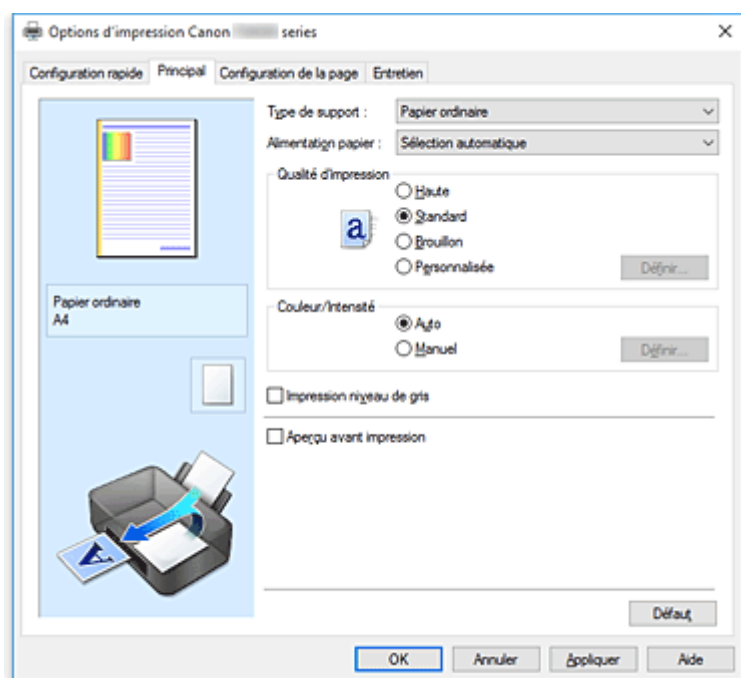 Options d'impression Canon series
Configuration rapide Principal Configuration de la page Entretien
Type de support : Papier ordinaire
Alimentation papier : Sélection automatique
Qualité d'impression
Haute
a Standard
Brouillon
Personnalisée Définir...
Papier ordinaire
A4
Couleur/Intensité
Auto
Manuel Définir...
Impression niveau de gris
Aperçu avant impression
A
Défaut
OK Annuler Appliquer Aide